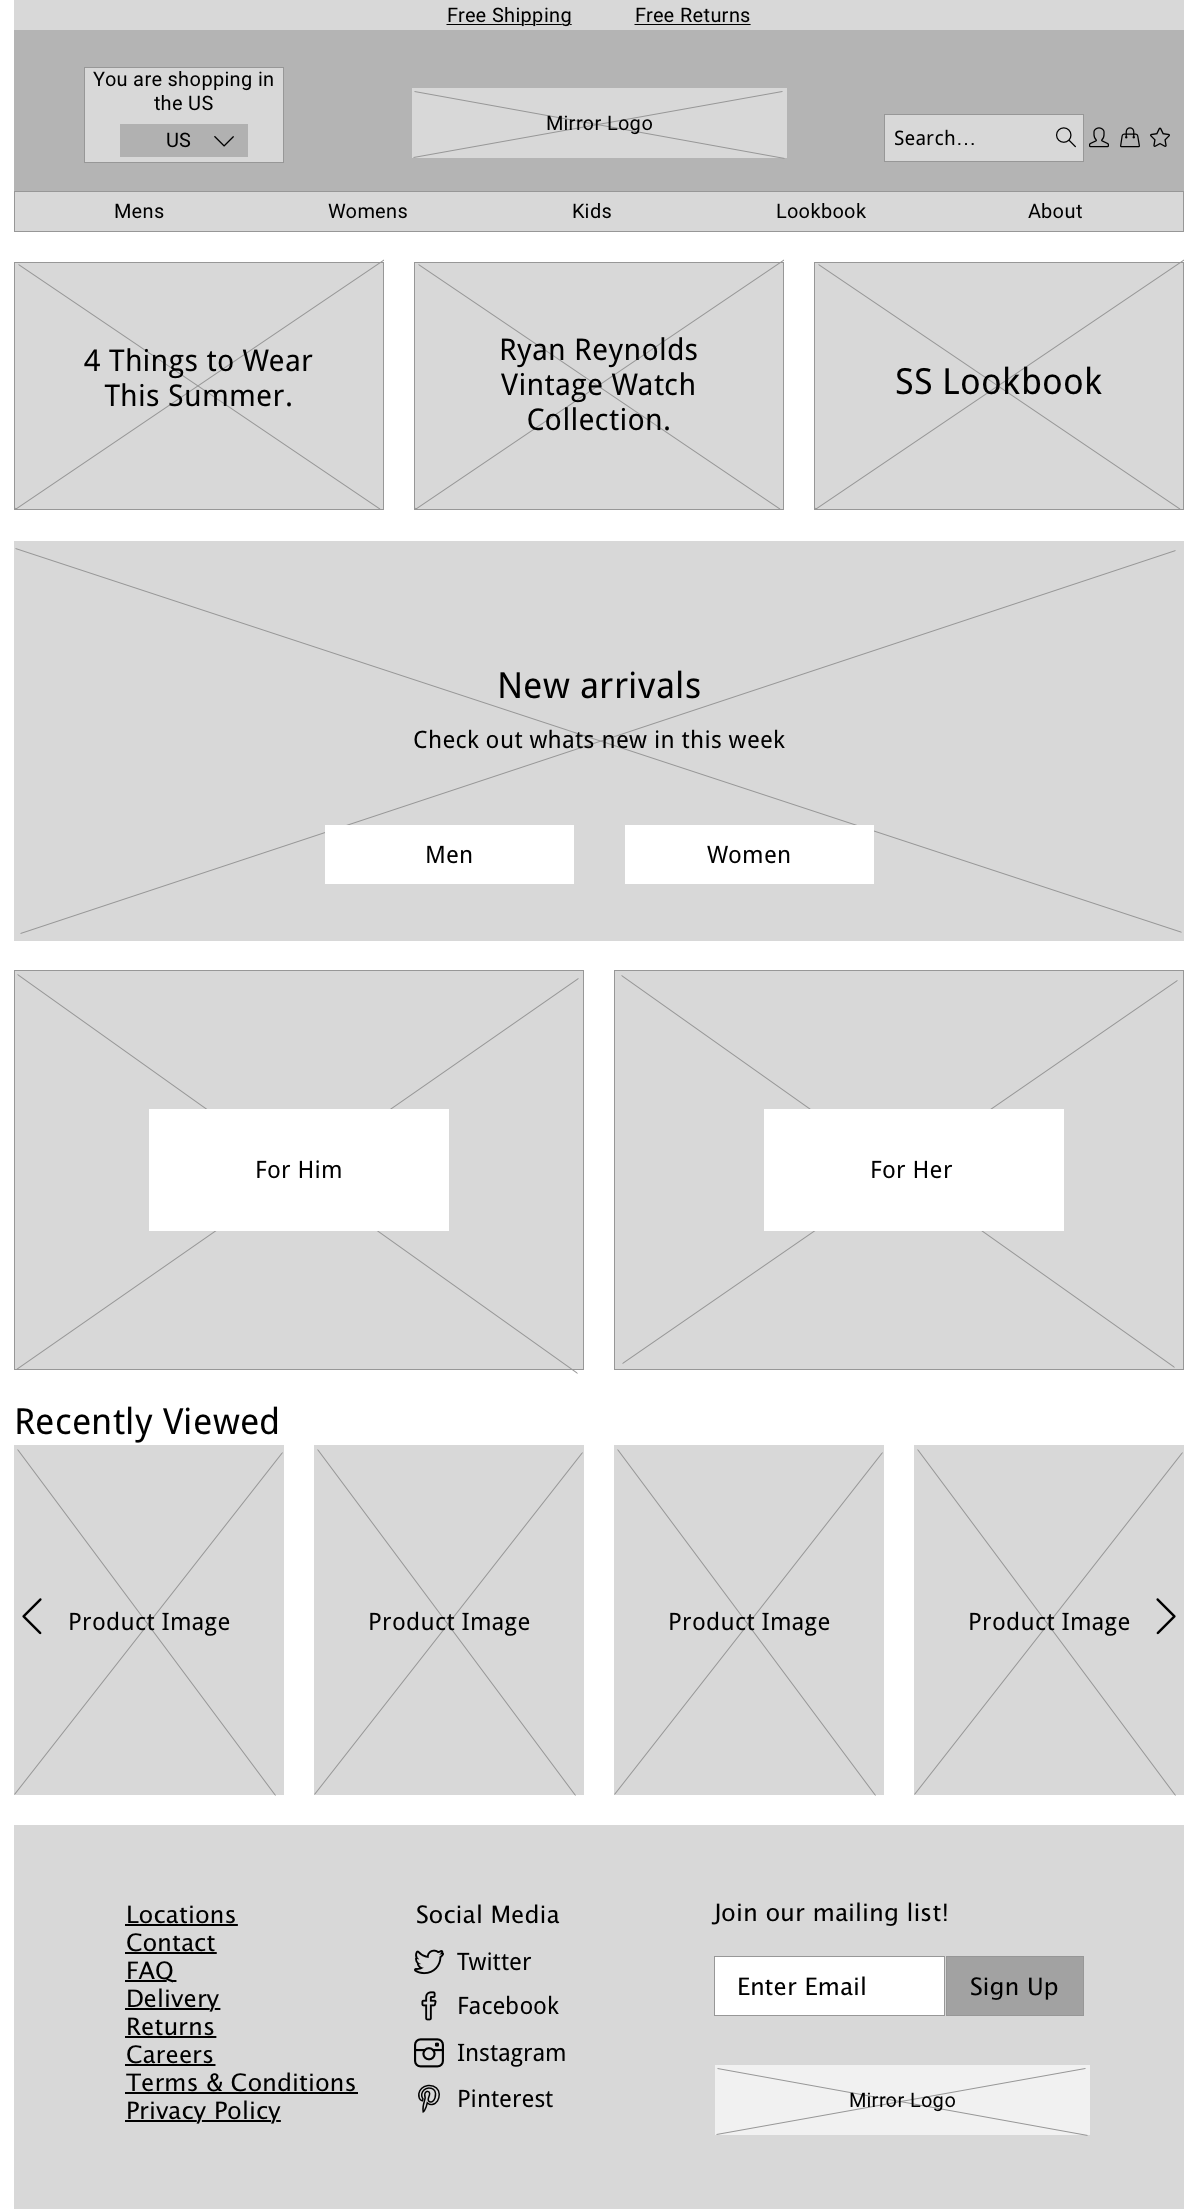 Free Shipping Free Returns
You are shopping in
the US
US
Mirror Logo
Search...
Mens Womens Kids Lookbook About
4 Things to Wear
This Summer.
Ryan Reynolds
Vintage Watch
Collection.
SS Lookbook
New arrivals
Check out whats new in this week
Men Women
For Him For Her
Recently Viewed
Product Image Product Image Product Image Product Image
Locations
Contact
FAQ
Delivery
Returns
Careers
Terms & Conditions
Privacy Policy
Social Media
Twitter
Facebook
Instagram
Pinterest
Join our mailing list!
Enter Email Sign Up
Mirror Logo